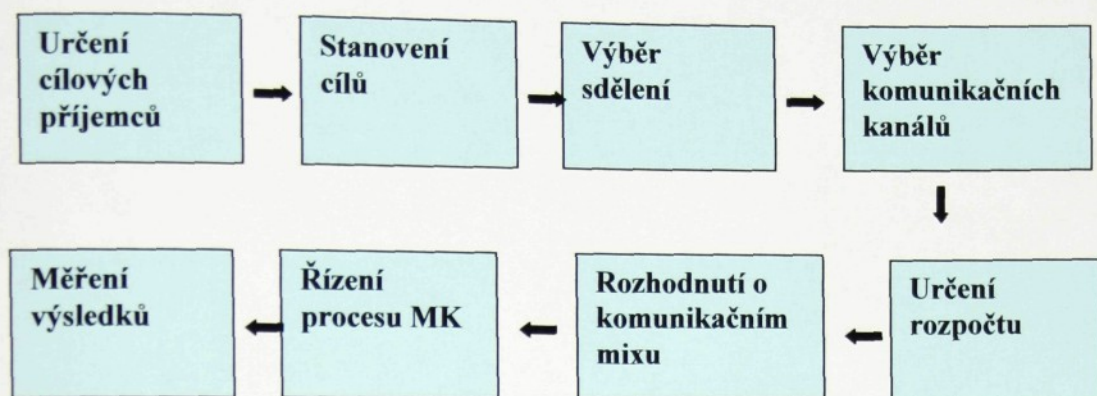 Určení
cílových
příjemců
Stanovení
cílů
Výběr
sdělení
Výběr
komunikačních
kanálů
Určení
rozpočtu
Rozhodnutí o
komunikačním
mixu
Řízení
procesu MK
Měření
výsledků